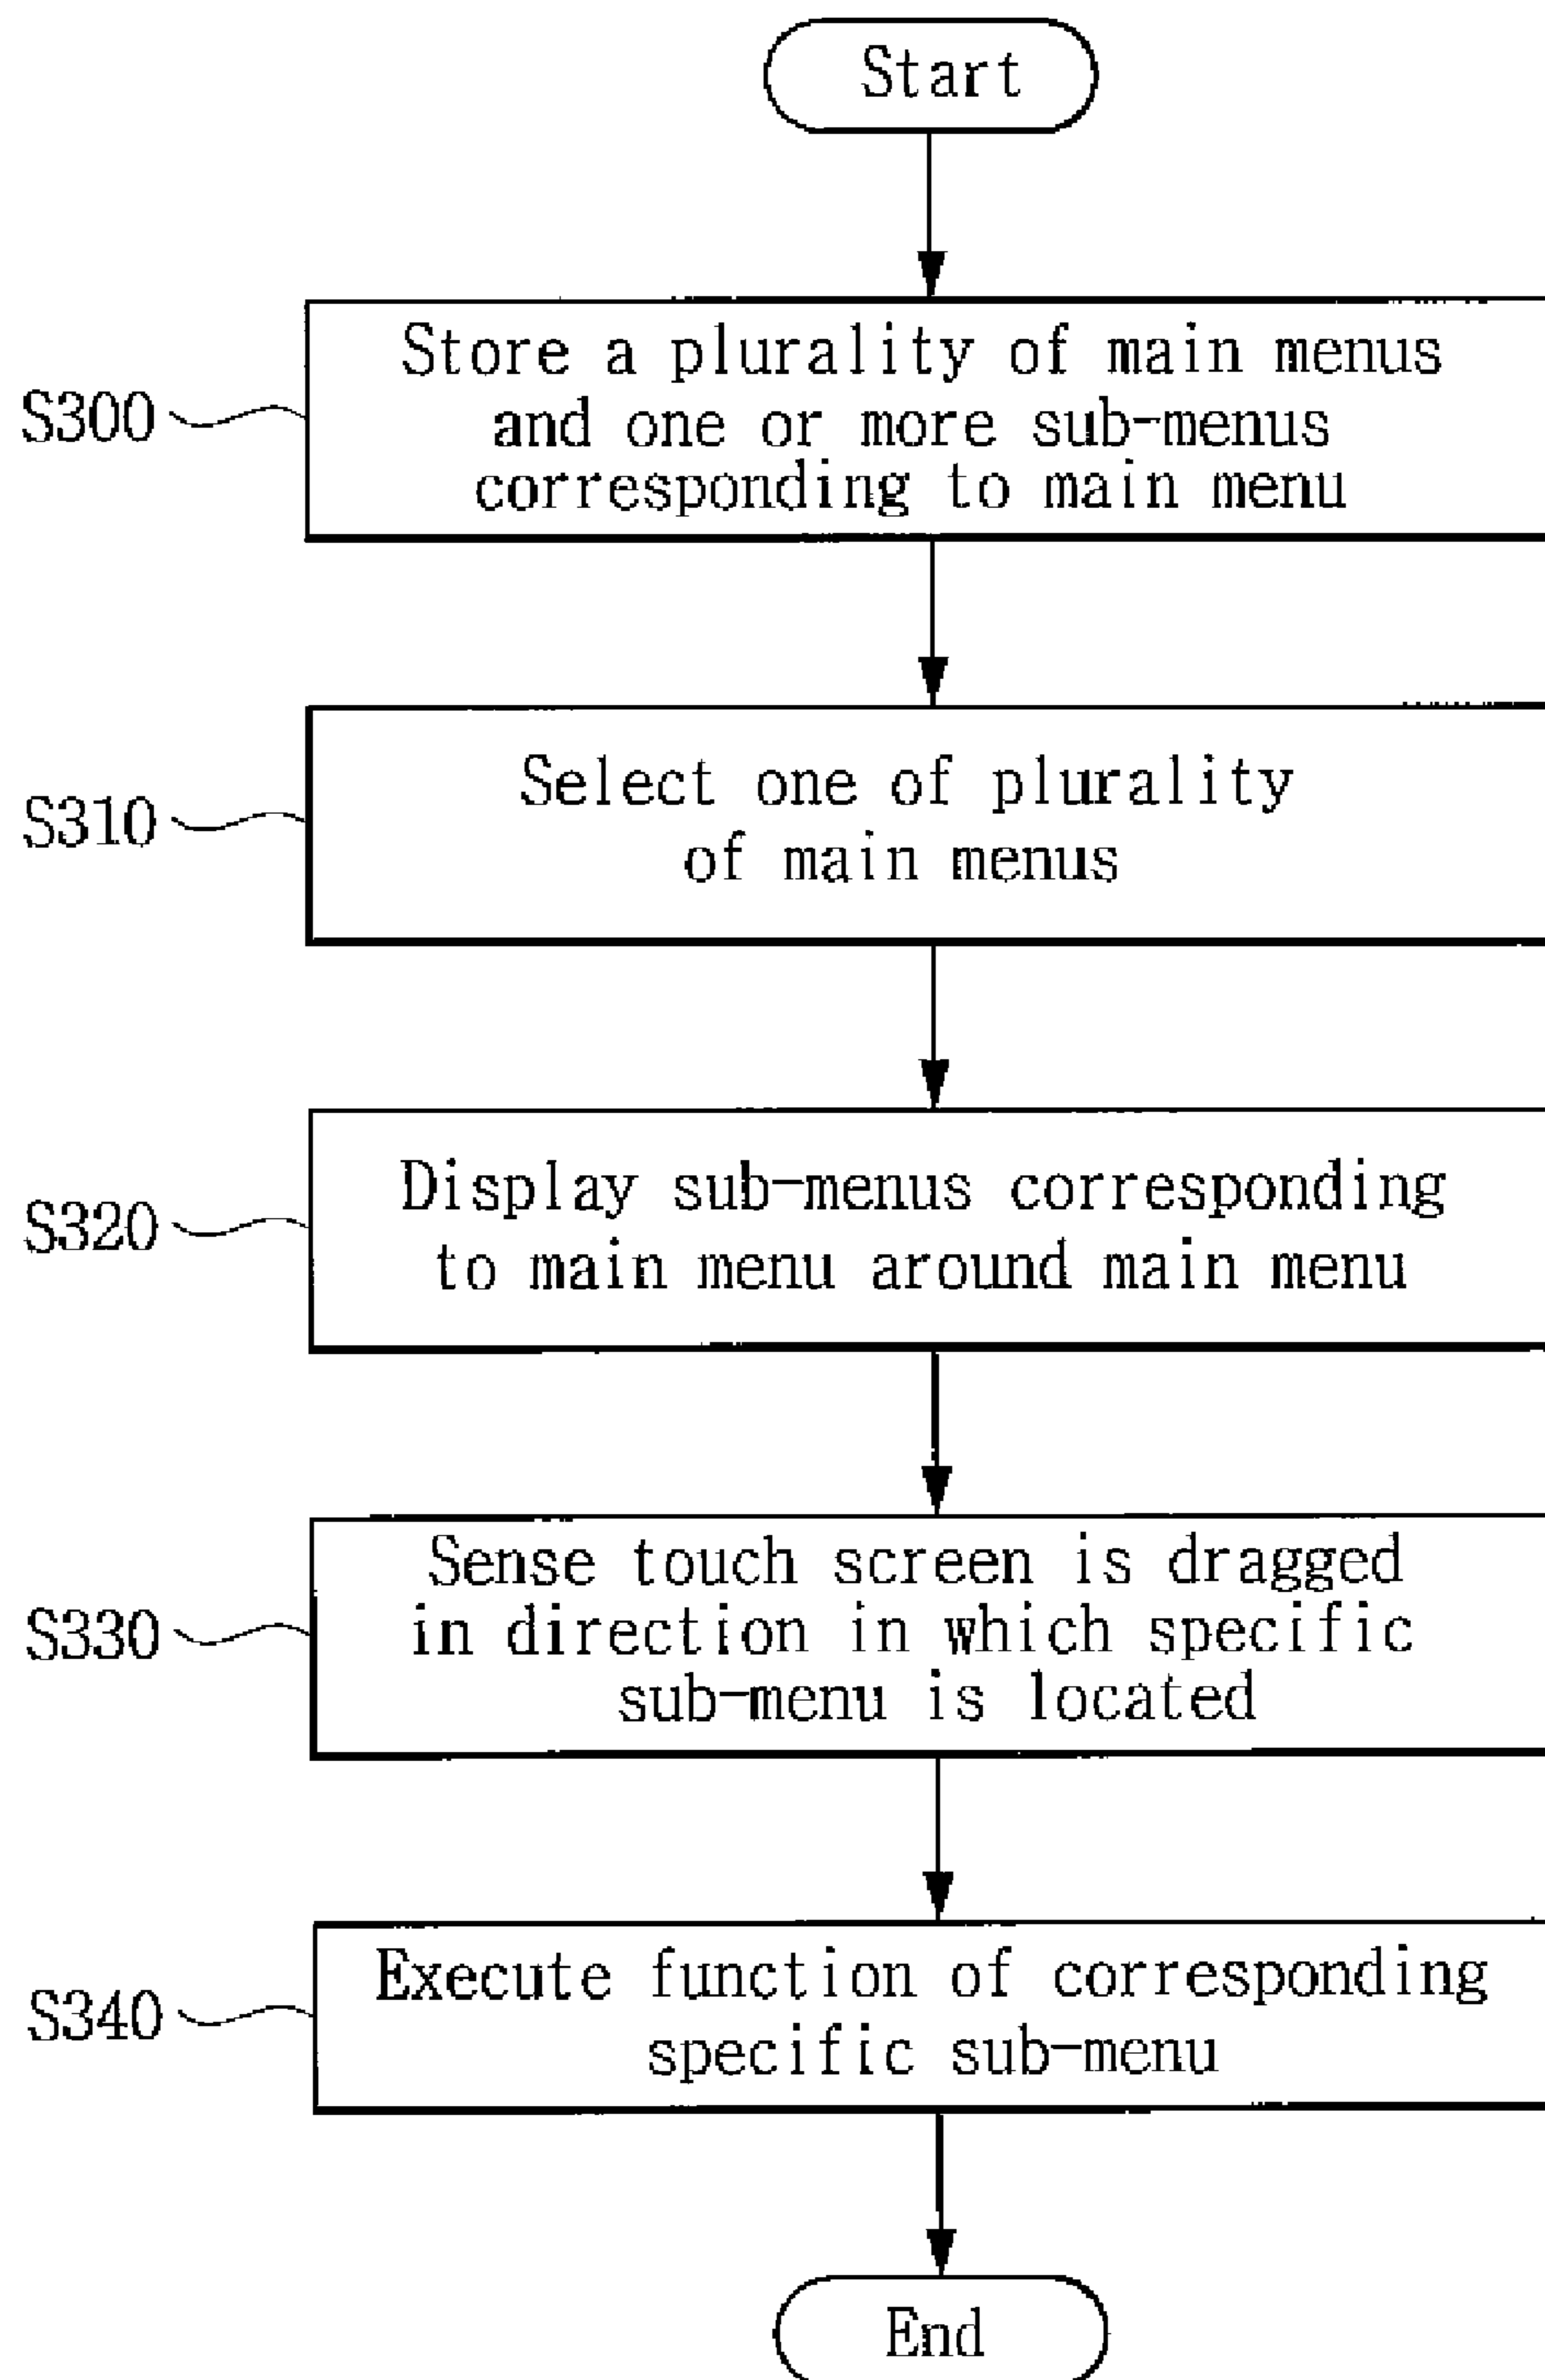 Start
S300
Store a plurality of main menus
and one or more sub-menus
corresponding to main menu
S310
Select one of plurality
of main menus
S320
Display sub-menus corresponding
to main menu around main menu
S330
Sense touch screen is dragged
in direction in which specific
sub-menu is located
S340
Execute function of corresponding
specific sub-menu
End